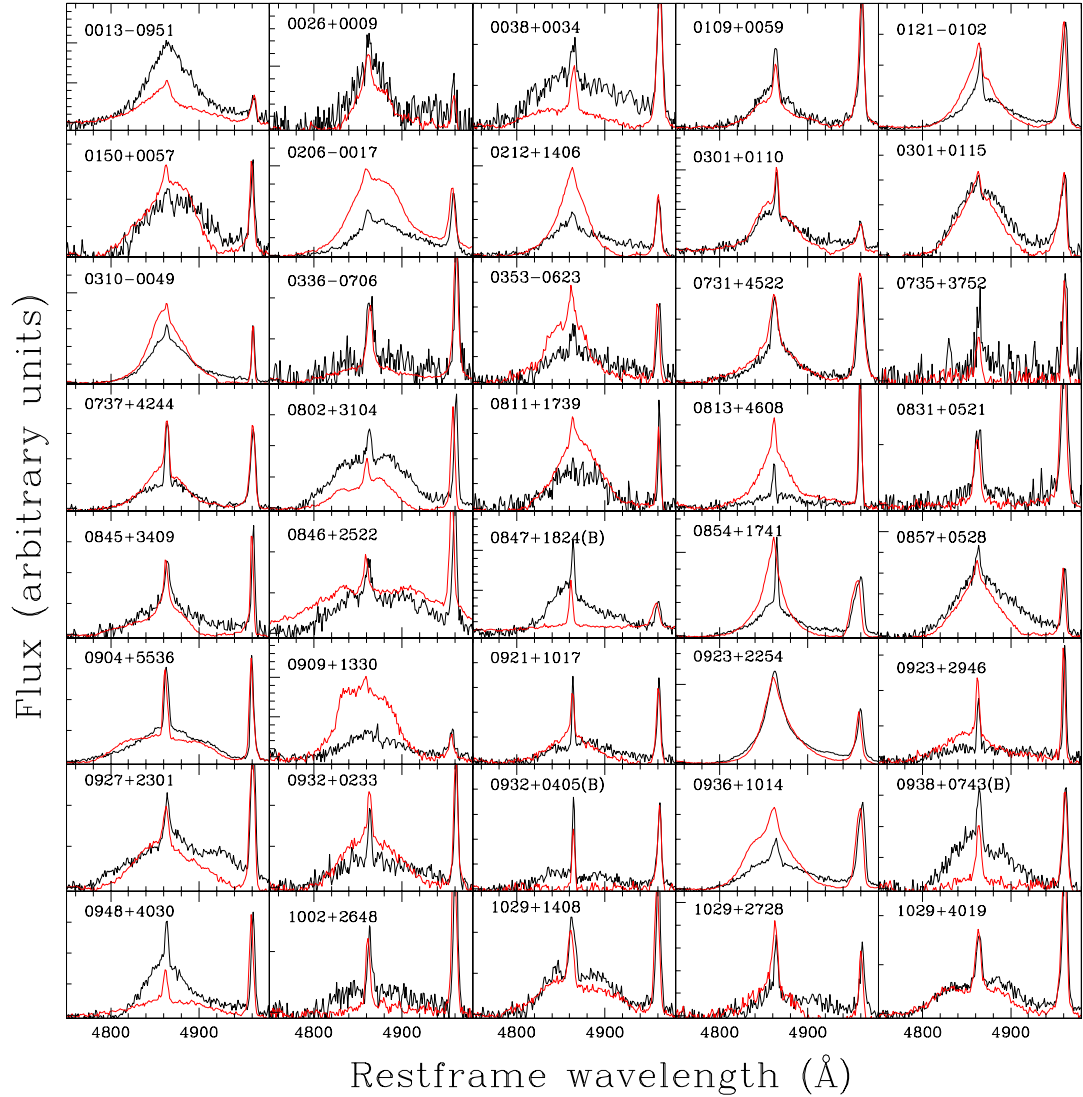 0013-0951 0026+0009 0038+0034 0109+0059 0121-0102
0150+0057 0206-0017 0212+1406 0301+0110 0301+0115
0310-0049 0336-0706 0353-0623 0731+4522 0735+3752
0737+4244 0802+3104 0811+1739 0813+4608 0831+0521
0845+3409 0846+2522 0847+1824(B) 0854+1741 0857+0528
0904+5536 0909+1330 0921+1017 0923+2254 0923+2946
0927+2301 0932+0233 0932+0405(B) 0936+1014 0938+0743(B)
0948+4030 1002+2648 1029+1408 1029+2728 1029+4019
4800 4900 4800 4900 4800 4900 4800 4900 4800 4900
Flux (arbitrary units)
Restframe wavelength (Å)